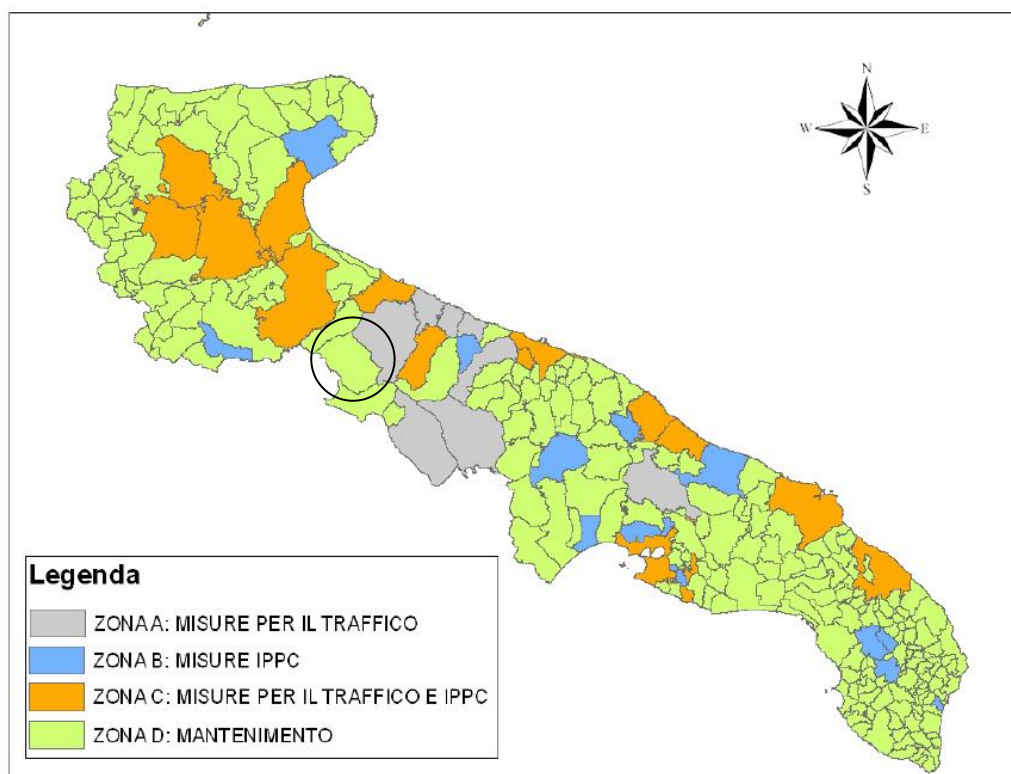 N
W
E
S
Legenda
ZONA A: MISURE PER IL TRAFFICO
ZONA B: MISURE IPPC
ZONA C: MISURE PER IL TRAFFICO E IPPC
ZONA D: MANTENIMENTO